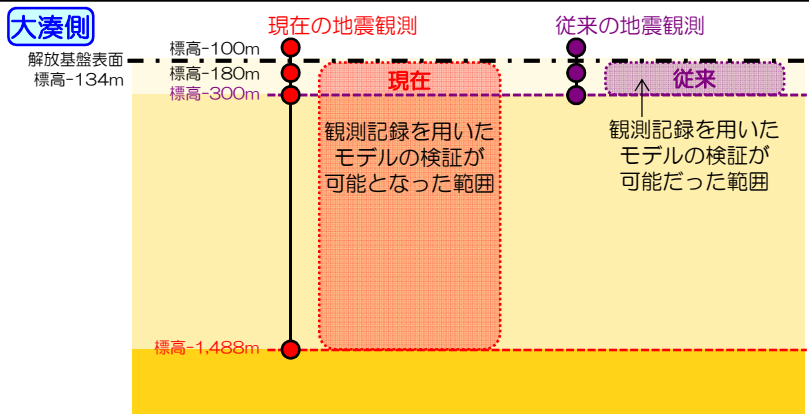 大湊側
現在の地震観測
従来の地震観測
標高-100m
解放基盤表面
標高-134m
標高-180m
標高-300m
現在
従来
観測記録を用いた
モデルの検証が
可能となった範囲
観測記録を用いた
モデルの検証が
可能だった範囲
標高-1,488m